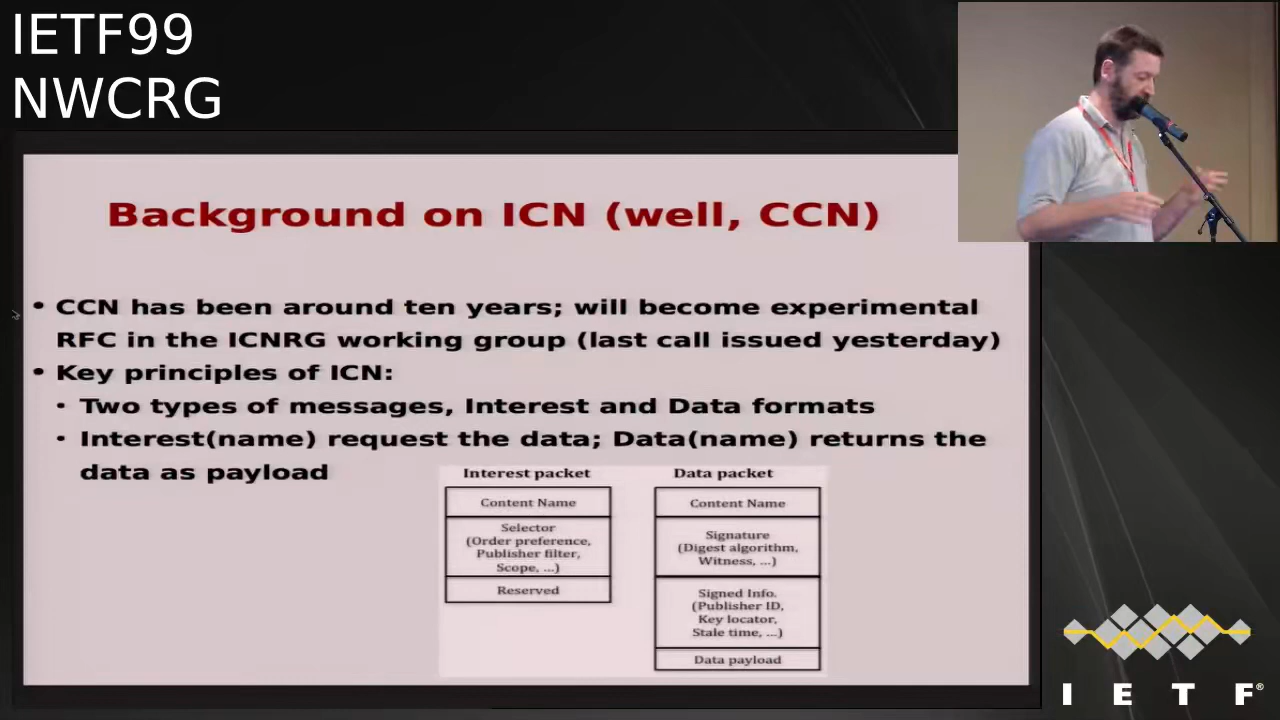 IETF99
NWCRG
Background on ICN (well, CCN)
• CCN has been around ten years; will become experimental
RFC in the ICNRG working group (last call issued yesterday)
• Key principles of ICN:
• Two types of messages, Interest and Data formats
• Interest(name) request the data; Data(name) returns the
data as payload
Interest packet
Content Name
Selector
(Order preference,
Publisher filter,
Scope, ...)
Reserved
Data packet
Content Name
Signature
(Digest algorithm,
Witness, ...)
Signed Info.
(Publisher ID,
Key locator,
Stale time, ...)
Data payload
I E T F®